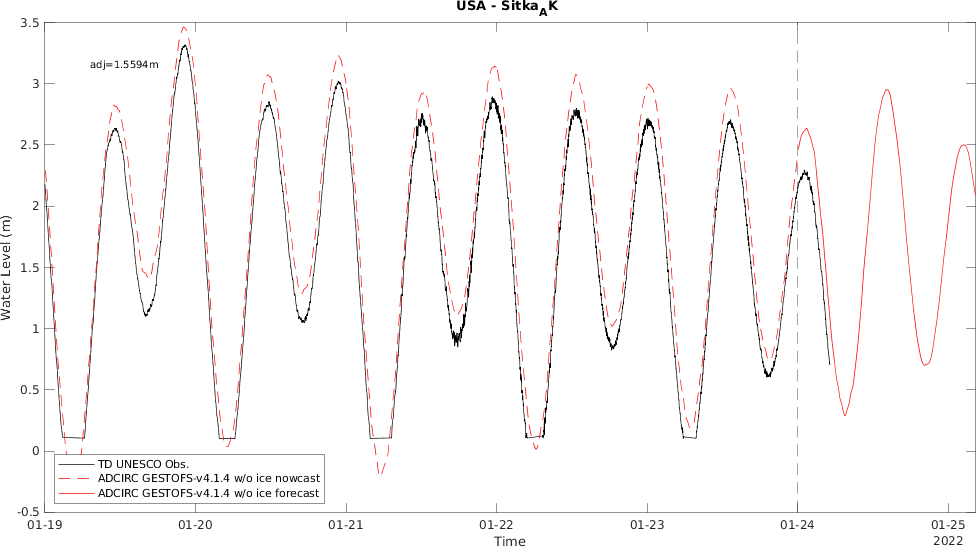 USA - Sitka_AK
3.5
3
2.5
2
1.5
1
0.5
0
-0.5
Water Level (m)
adj=1.5594m
TD UNESCO Obs.
ADCIRC GESTOFS-v4.1.4 w/o ice nowcast
ADCIRC GESTOFS-v4.1.4 w/o ice forecast
01-19 01-20 01-21 01-22 01-23 01-24 01-25
Time
2022